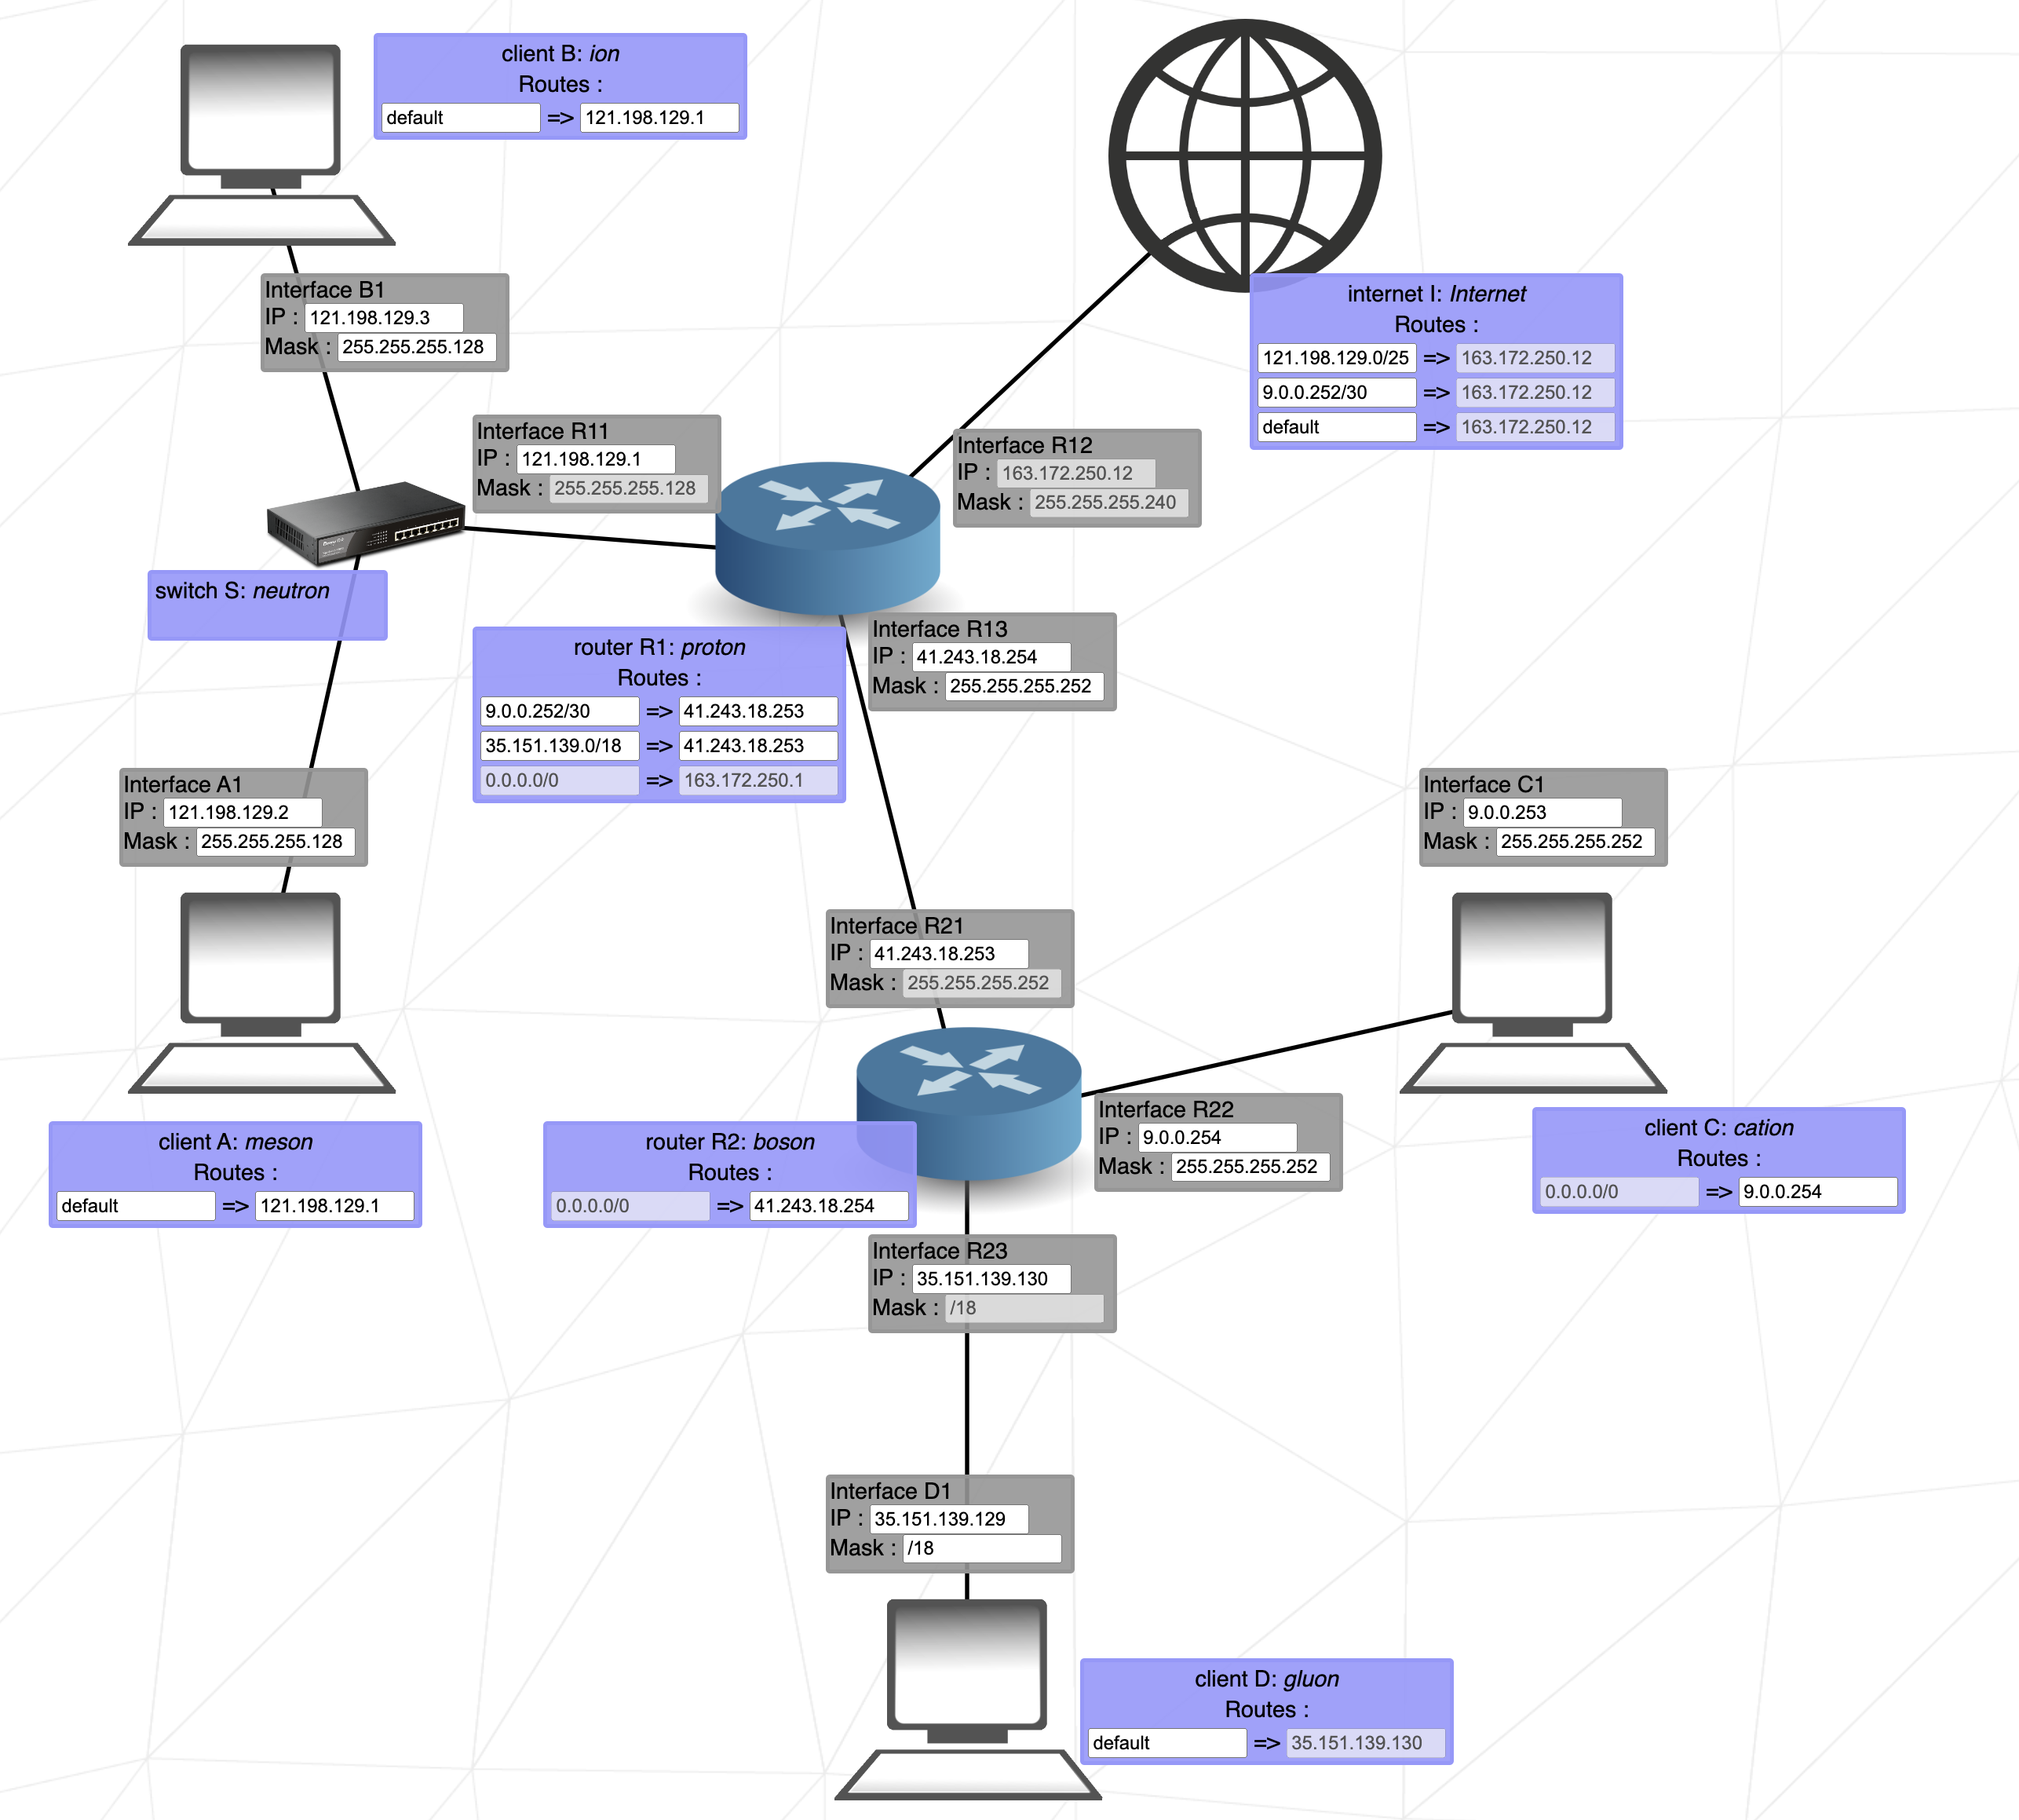 client B: ion
Routes :
default => 121.198.129.1
Interface B1
IP : 121.198.129.3
Mask : 255.255.255.128
internet I: Internet
Routes :
121.198.129.0/25 => 163.172.250.12
9.0.0.252/30 => 163.172.250.12
default => 163.172.250.12
Interface R11
IP : 121.198.129.1
Mask : 255.255.255.128
Interface R12
IP : 163.172.250.12
Mask : 255.255.255.240
switch S: neutron
Interface R13
IP : 41.243.18.254
Mask : 255.255.255.252
router R1: proton
Routes :
9.0.0.252/30 => 41.243.18.253
35.151.139.0/18 => 41.243.18.253
0.0.0.0/0 => 163.172.250.1
Interface A1
IP : 121.198.129.2
Mask : 255.255.255.128
Interface C1
IP : 9.0.0.253
Mask : 255.255.255.252
Interface R21
IP : 41.243.18.253
Mask : 255.255.255.252
Interface R22
IP : 9.0.0.254
Mask : 255.255.255.252
client A: meson
Routes :
default => 121.198.129.1
router R2: boson
Routes :
0.0.0.0/0 => 41.243.18.254
client C: cation
Routes :
0.0.0.0/0 => 9.0.0.254
Interface R23
IP : 35.151.139.130
Mask : /18
Interface D1
IP : 35.151.139.129
Mask : /18
client D: gluon
Routes :
default => 35.151.139.130